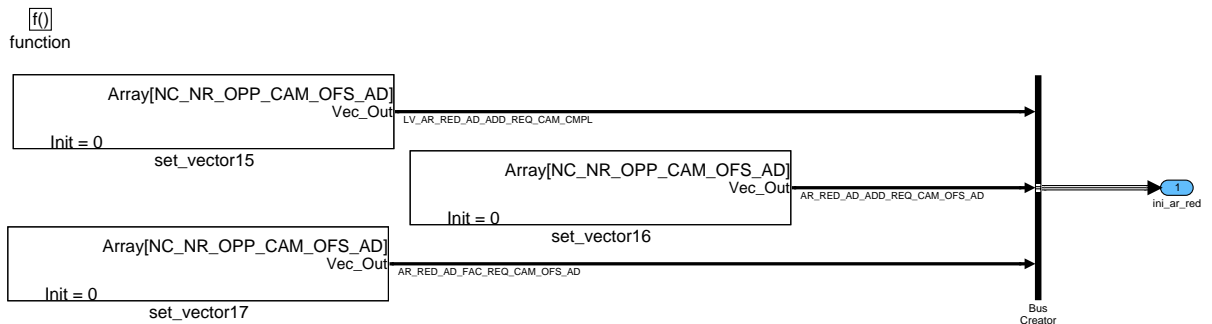 f()
function
Array[NC_NR_OPP_CAM_OFS_AD]
Vec_Out
LV_AR_RED_AD_ADD_REQ_CAM_CMPL
Init = 0
set_vector15
Array[NC_NR_OPP_CAM_OFS_AD]
Vec_Out
AR_RED_AD_ADD_REQ_CAM_OFS_AD
Init = 0
set_vector16
1
ini_ar_red
Array[NC_NR_OPP_CAM_OFS_AD]
Vec_Out
AR_RED_AD_FAC_REQ_CAM_OFS_AD
Init = 0
set_vector17
Bus
Creator